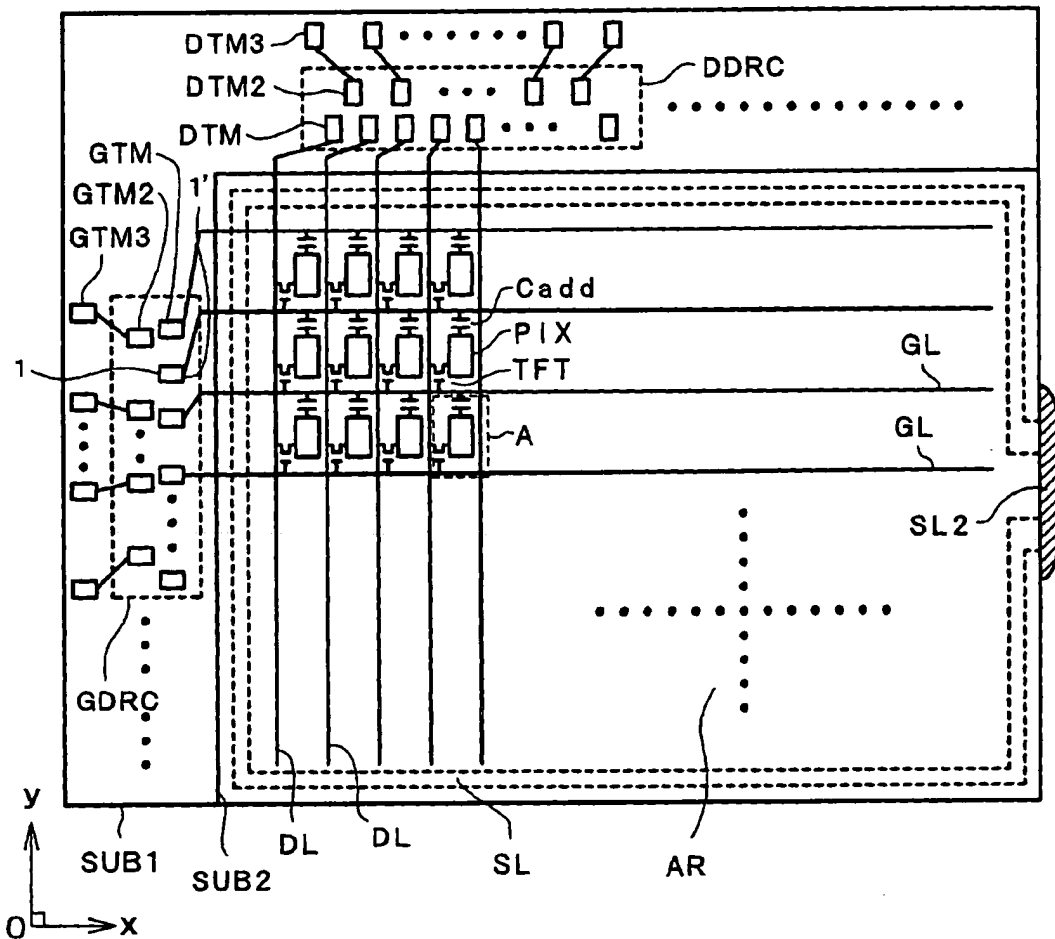 DTM3
DDRC
DTM2
DTM
GTM
1'
GTM2
GTM3
Cadd
PIX
1
TFT
GL
A
GL
SL2
GDRC
y
SUB1
SUB2
DL
DL
SL
AR
O
x